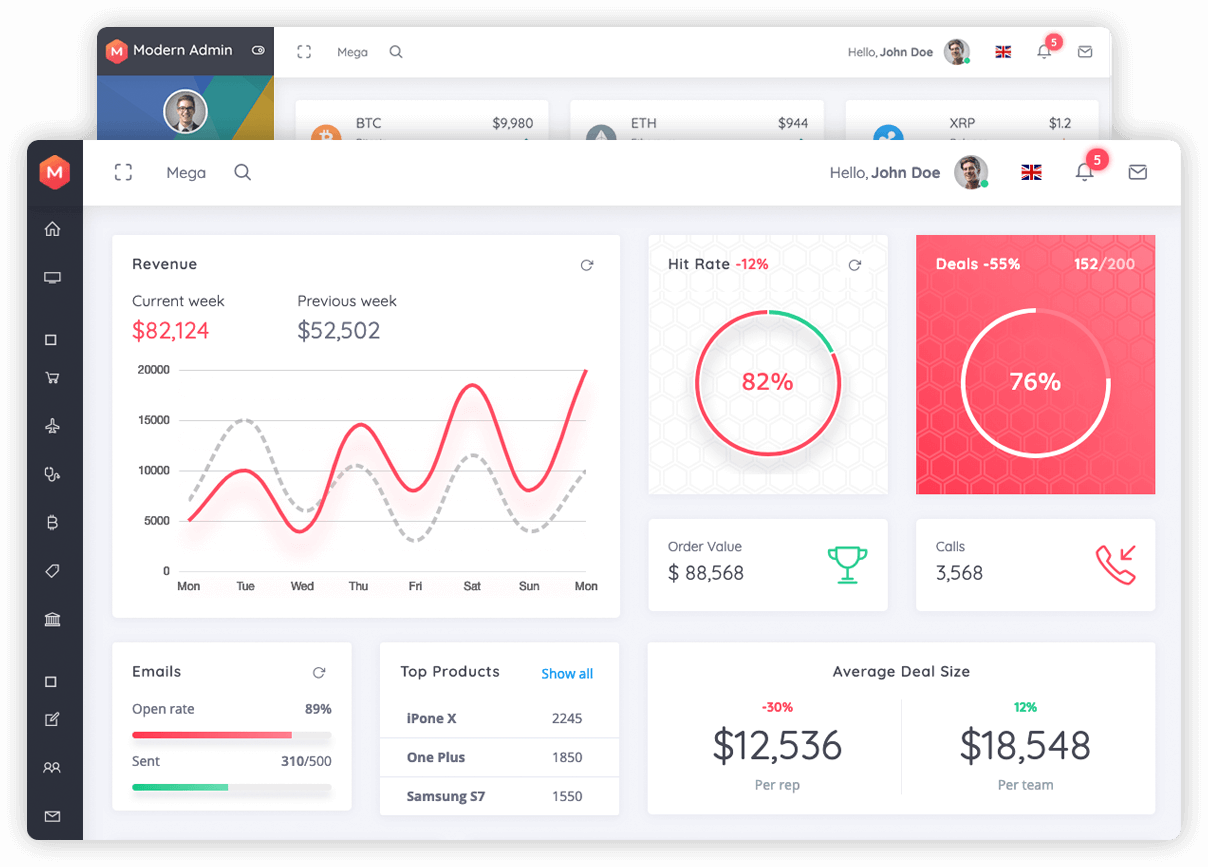 M Modern Admin
Mega
Hello, John Doe
5
BTC $9,980
ETH $944
XRP $1.2
M
Mega
Hello, John Doe
5
Revenue
Current week Previous week
$82,124 $52,502
20000
15000
10000
5000
0
Mon Tue Wed Thu Fri Sat Sun Mon
Hit Rate -12%
82%
Deals -55% 152/200
76%
Order Value
$ 88,568
Calls
3,568
Emails
Open rate 89%
Sent 310/500
Top Products Show all
iPone X 2245
One Plus 1850
Samsung S7 1550
Average Deal Size
-30% 12%
$12,536 $18,548
Per rep Per team